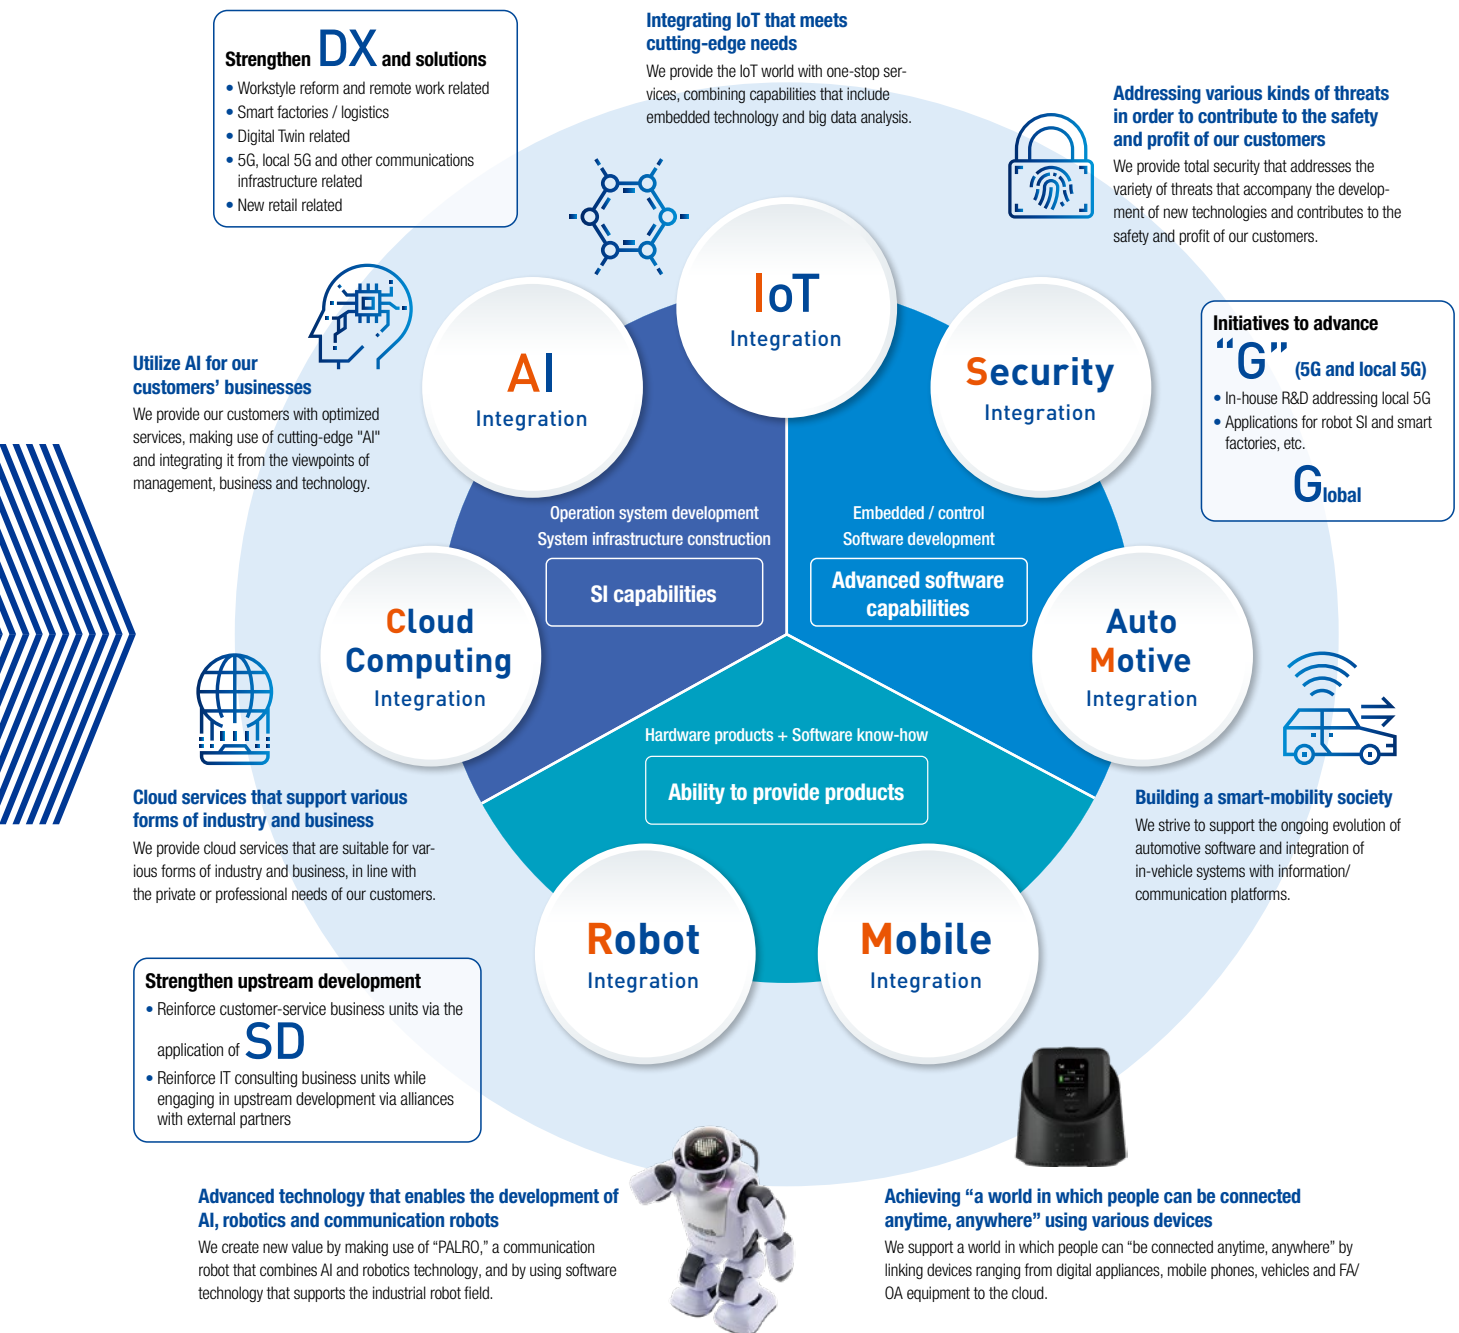 Strengthen DX and solutions
• Workstyle reform and remote work related
• Smart factories / logistics
• Digital Twin related
• 5G, local 5G and other communications
infrastructure related
• New retail related
Integrating IoT that meets
cutting-edge needs
We provide the IoT world with one-stop ser-
vices, combining capabilities that include
embedded technology and big data analysis.
Addressing various kinds of threats
in order to contribute to the safety
and profit of our customers
We provide total security that addresses the
variety of threats that accompany the develop-
ment of new technologies and contributes to the
safety and profit of our customers.
Utilize AI for our
customers’ businesses
We provide our customers with optimized
services, making use of cutting-edge "AI"
and integrating it from the viewpoints of
management, business and technology.
Initiatives to advance
“G” (5G and local 5G)
• In-house R&D addressing local 5G
• Applications for robot SI and smart
factories, etc.
Global
IoT
Integration
AI
Integration
Security
Integration
Operation system development
System infrastructure construction
SI capabilities
Embedded / control
Software development
Advanced software
capabilities
Cloud
Computing
Integration
Auto
Motive
Integration
Hardware products + Software know-how
Ability to provide products
Cloud services that support various
forms of industry and business
We provide cloud services that are suitable for var-
ious forms of industry and business, in line with
the private or professional needs of our customers.
Building a smart-mobility society
We strive to support the ongoing evolution of
automotive software and integration of
in-vehicle systems with information/
communication platforms.
Robot
Integration
Mobile
Integration
Strengthen upstream development
• Reinforce customer-service business units via the
application of SD
• Reinforce IT consulting business units while
engaging in upstream development via alliances
with external partners
Advanced technology that enables the development of
AI, robotics and communication robots
We create new value by making use of “PALRO,” a communication
robot that combines AI and robotics technology, and by using software
technology that supports the industrial robot field.
Achieving “a world in which people can be connected
anytime, anywhere” using various devices
We support a world in which people can “be connected anytime, anywhere” by
linking devices ranging from digital appliances, mobile phones, vehicles and FA/
OA equipment to the cloud.